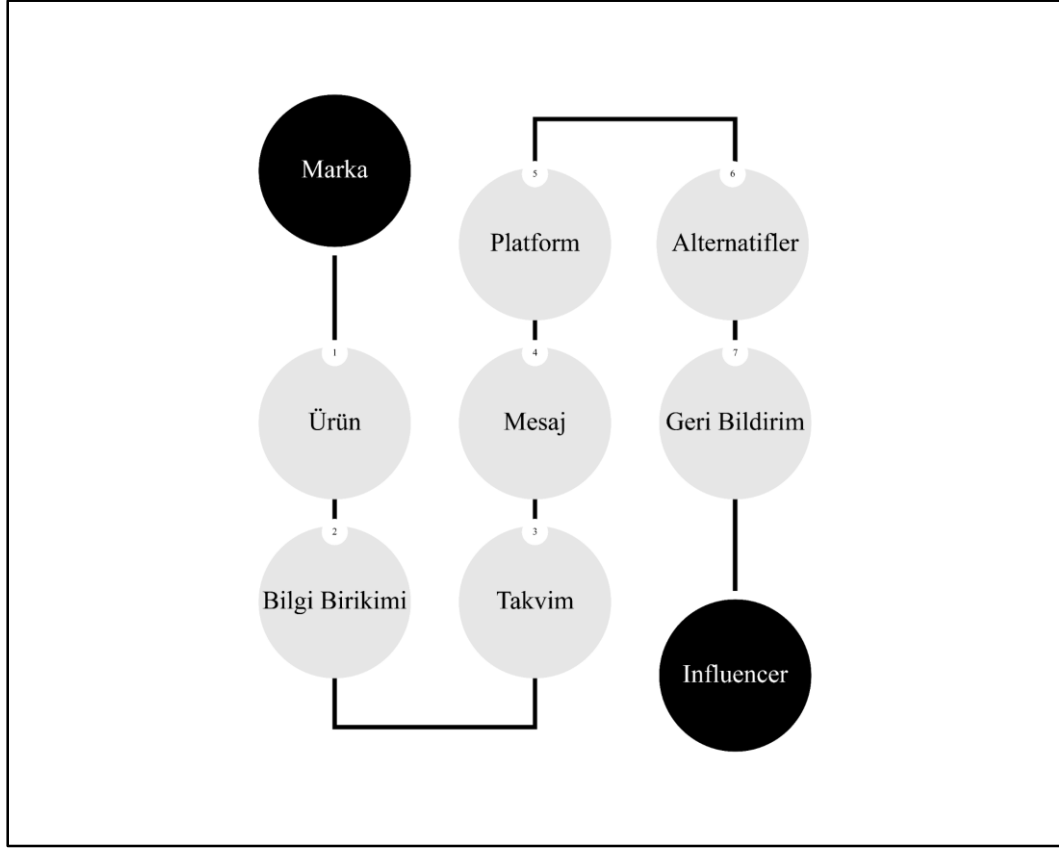 Marka
1
Ürün
2
Bilgi Birikimi
3
Takvim
4
Mesaj
5
Platform
6
Alternatifler
7
Geri Bildirim
Influencer